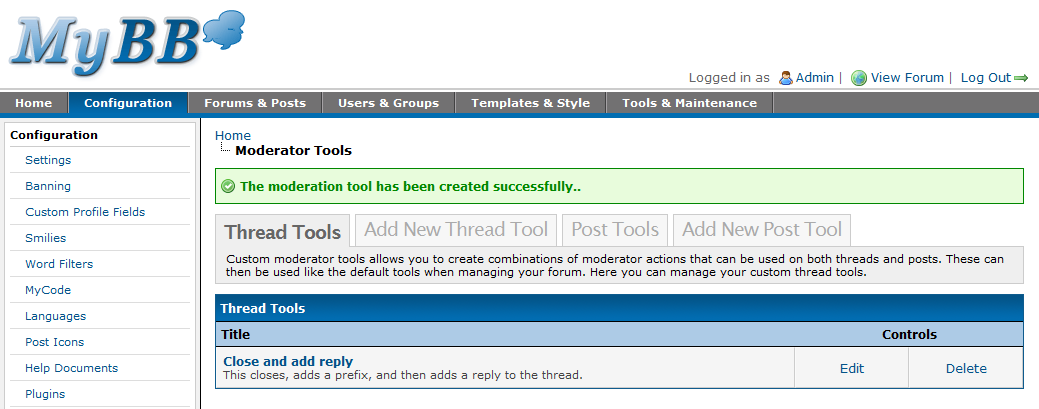 MyBB
Logged in as Admin | View Forum | Log Out
Home Configuration Forums & Posts Users & Groups Templates & Style Tools & Maintenance
Configuration
Settings
Banning
Custom Profile Fields
Smilies
Word Filters
MyCode
Languages
Post Icons
Help Documents
Plugins
Home
Moderator Tools
The moderation tool has been created successfully..
Thread Tools Add New Thread Tool Post Tools Add New Post Tool
Custom moderator tools allows you to create combinations of moderator actions that can be used on both threads and posts. These can
then be used like the default tools when managing your forum. Here you can manage your custom thread tools.
Thread Tools
Title Controls
Close and add reply
This closes, adds a prefix, and then adds a reply to the thread.
Edit Delete